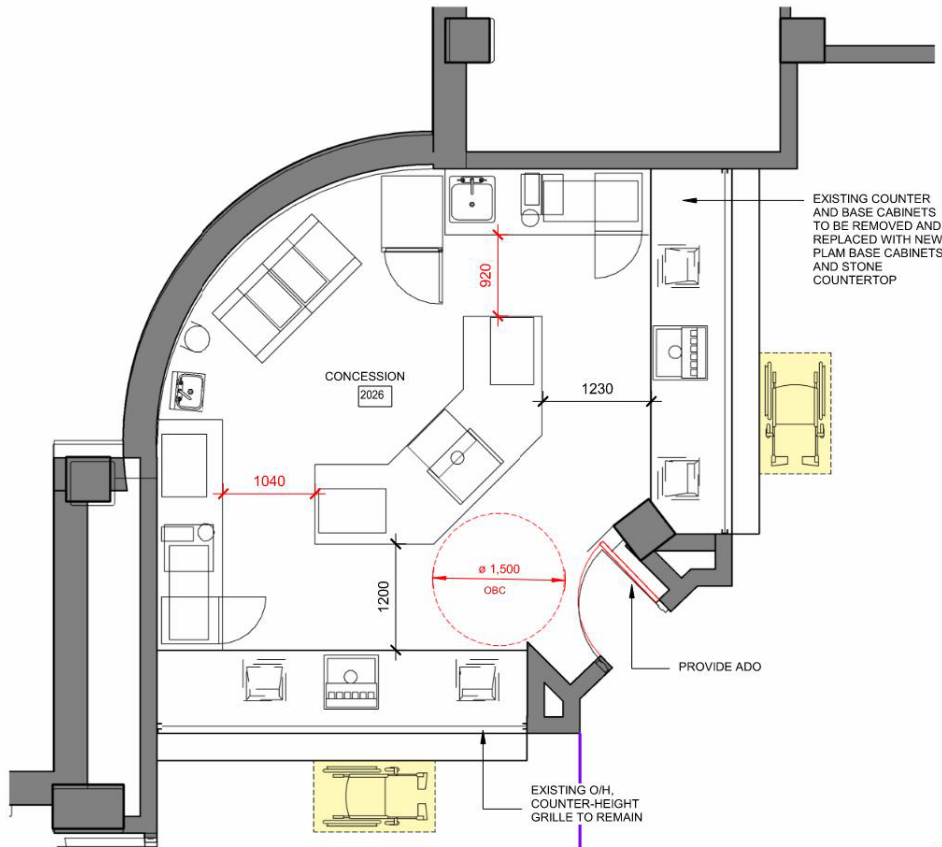 EXISTING COUNTER
AND BASE CABINETS
TO BE REMOVED AND
REPLACED WITH NEW
PLAM BASE CABINETS
AND STONE
COUNTERTOP
920
CONCESSION
2026
1230
1040
ø 1,500
OBC
1200
PROVIDE ADO
EXISTING O/H,
COUNTER-HEIGHT
GRILLE TO REMAIN